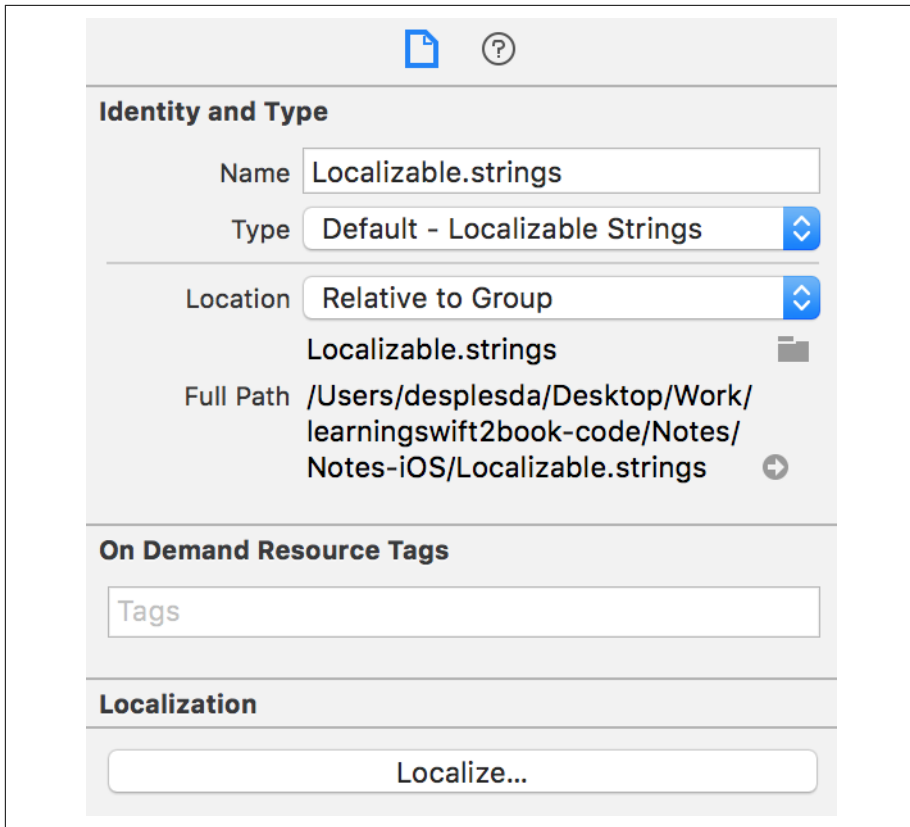 Identity and Type
Name Localizable.strings
Type Default - Localizable Strings
Location Relative to Group
Localizable.strings
Full Path /Users/desplesda/Desktop/Work/
learningswift2book-code/Notes/
Notes-iOS/Localizable.strings
On Demand Resource Tags
Tags
Localization
Localize...